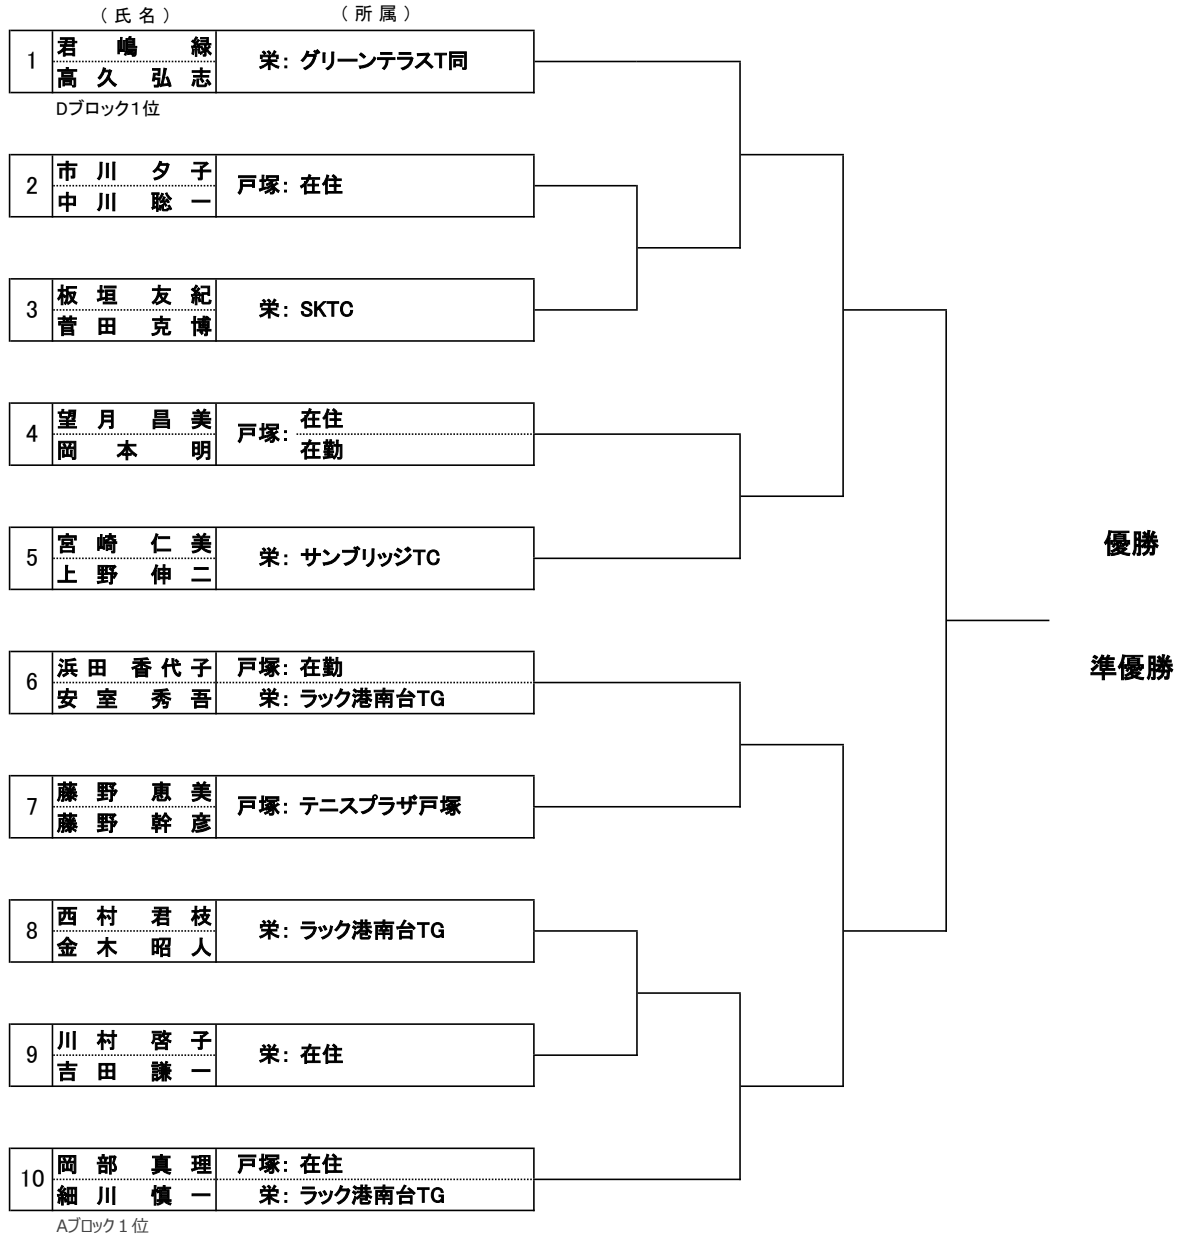 （ 氏 名 ） （ 所 属 ）
1 君 嶋 緑 栄： グリーンテラスT同
高 久 弘 志
Dブロック1位
2 市 川 夕 子 戸塚： 在住
中 川 聡 一
3 板 垣 友 紀 栄： SKTC
菅 田 克 博
4 望 月 昌 美 戸塚： 在住
岡 本 明 在勤
5 宮 崎 仁 美 栄： サンブリッジTC
上 野 伸 二
優勝
準優勝
6 浜 田 香 代 子 戸塚： 在勤
安 室 秀 吾 栄： ラック港南台TG
7 藤 野 恵 美 戸塚： テニスプラザ戸塚
藤 野 幹 彦
8 西 村 君 枝 栄： ラック港南台TG
金 木 昭 人
9 川 村 啓 子 栄： 在住
吉 田 謙 一
10 岡 部 真 理 戸塚： 在住
細 川 慎 一 栄： ラック港南台TG
Aブロック１位